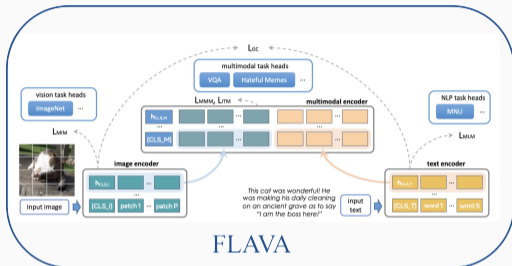 L_GC
multimodal task heads
VQA Hateful Memes ...
vision task heads
ImageNet ...
L_MMM, L_ITM
multimodal encoder
NLP task heads
MNLI ...
h_CLS,M ... ...
[CLS_M] ... ...
L_MIM
L_MLM
image encoder
text encoder
h_CLS,I ...
h_CLS,T ...
[CLS_I] patch 1 ... patch P
[CLS_T] word 1 ... word S
input image
This cat was wonderful! He
was making his daily cleaning
on an ancient grave as to say
"I am the boss here!"
input
text
FLAVA